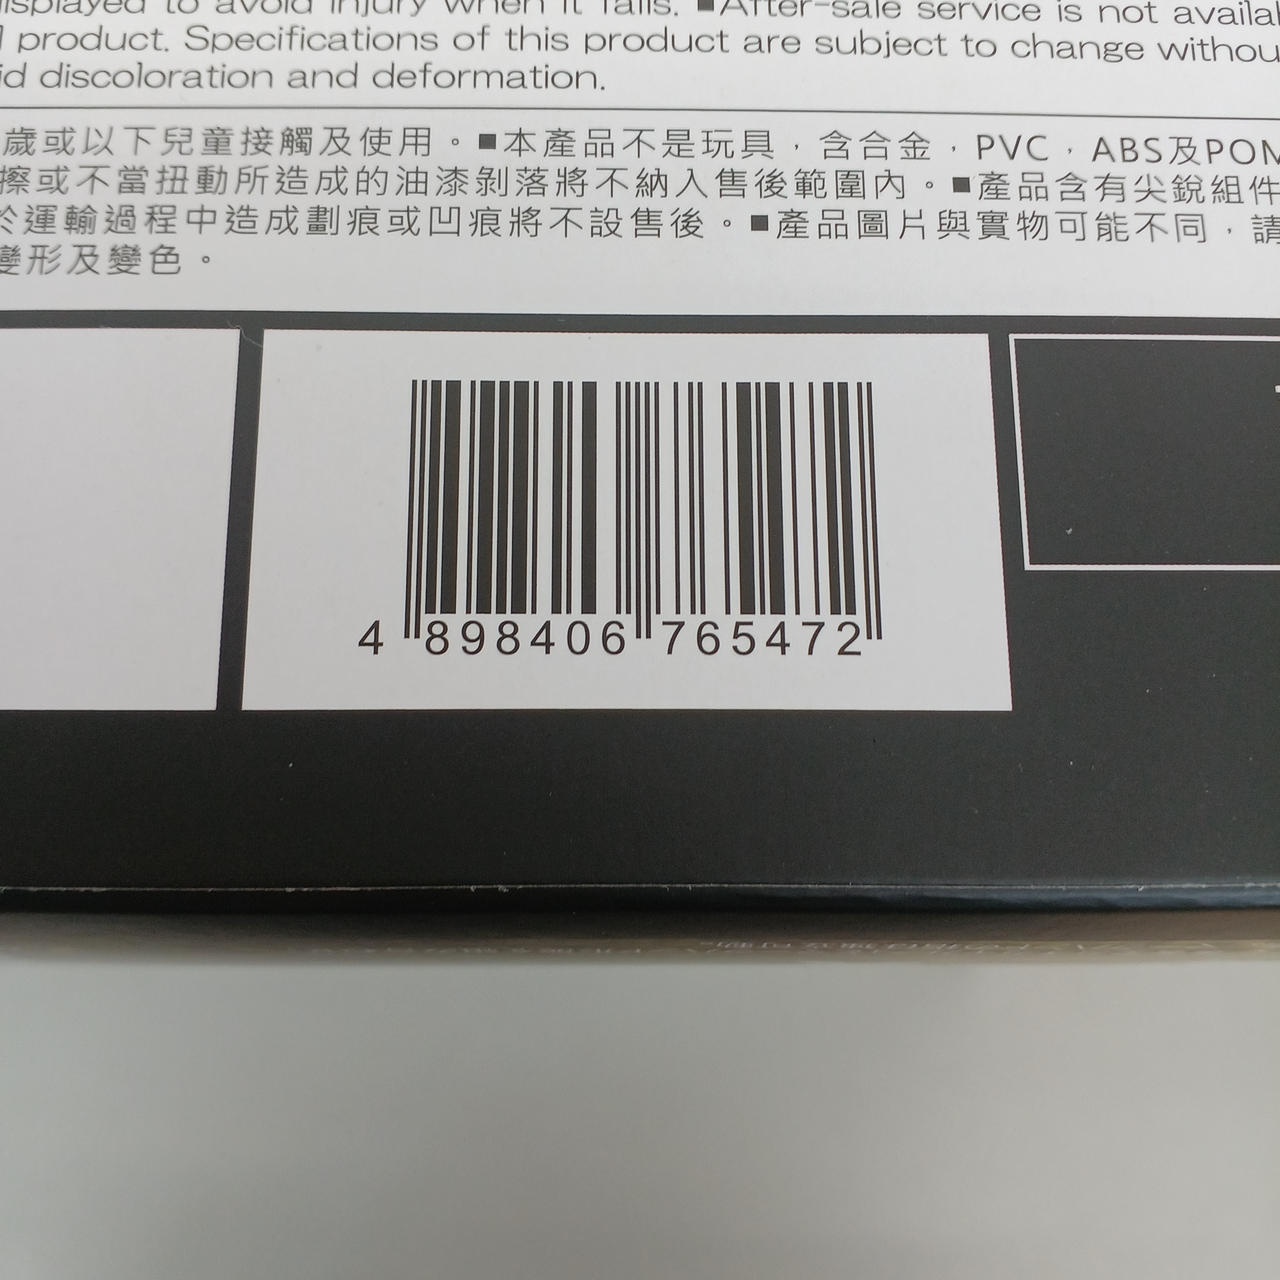 displayed to avoid injury when it falls. ■After-sale service is not
product. Specifications of this product are subject to change
discoloration and deformation.
歲或以下兒童接觸及使用。■本產品不是玩具，含合金，PVC，ABS及POM
擦或不當扭動所造成的油漆剝落將不納入售後範圍內。■產品含有尖銳組件
於運輸過程中造成劃痕或凹痕將不設售後。■產品圖片與實物可能不同，請
變形及變色。
4 898406 765472